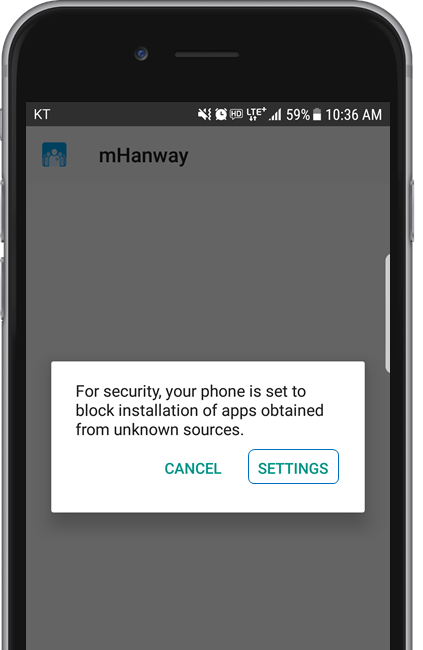 KT HD LTE+ 59% 10:36 AM
mHanway
For security, your phone is set to
block installation of apps obtained
from unknown sources.
CANCEL SETTINGS